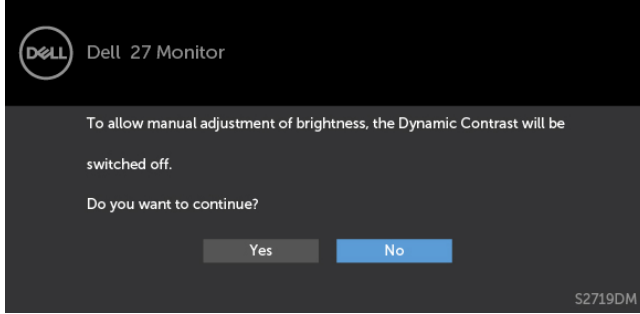 DELL
Dell 27 Monitor
To allow manual adjustment of brightness, the Dynamic Contrast will be
switched off.
Do you want to continue?
Yes No
S2719DM